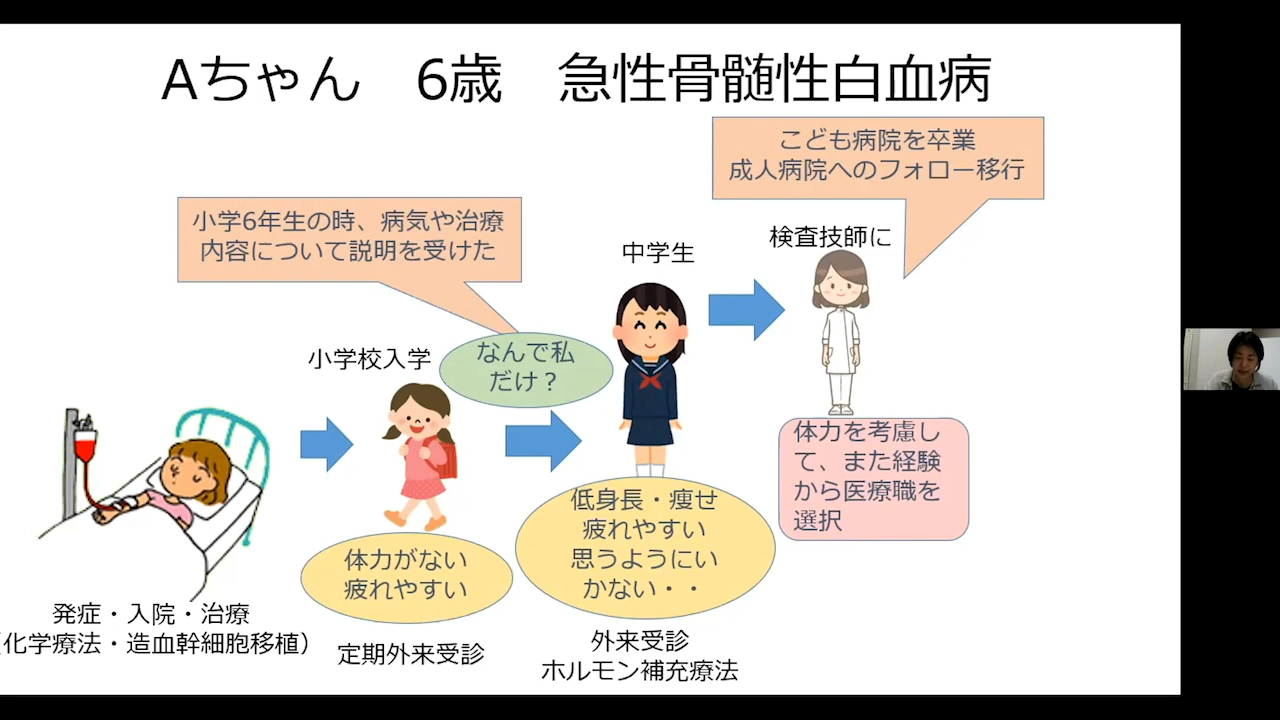 Aちゃん 6歳 急性骨髄性白血病
こども病院を卒業
成人病院へのフォロー移行
小学6年生の時、病気や治療
内容について説明を受けた
中学生
検査技師に
小学校入学
なんで私
だけ？
体力を考慮し
て、また経験
から医療職を
選択
低身長・痩せ
疲れやすい
思うようにい
かない・・
体力がない
疲れやすい
発症・入院・治療
（化学療法・造血幹細胞移植）
定期外来受診
外来受診
ホルモン補充療法